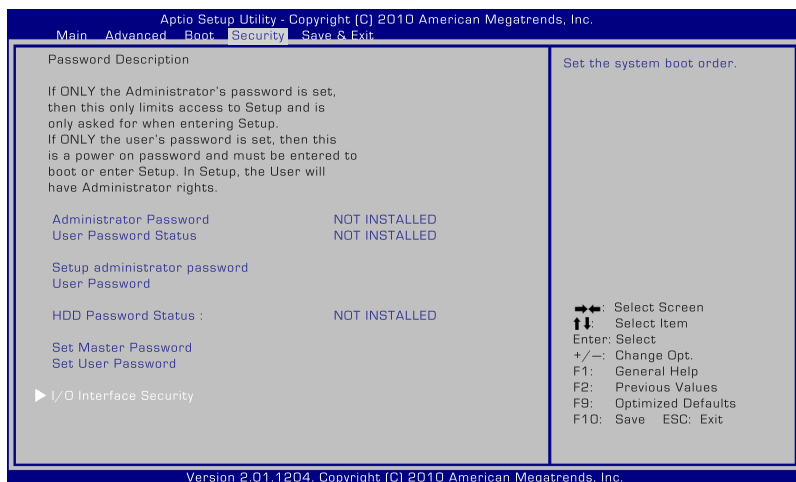 Aptio Setup Utility - Copyright (C) 2010 American Megatrends, Inc.
Main Advanced Boot Security Save & Exit
Password Description
If ONLY the Administrator's password is set,
then this only limits access to Setup and is
only asked for when entering Setup.
If ONLY the user's password is set, then this
is a power on password and must be entered to
boot or enter Setup. In Setup, the User will
have Administrator rights.
Administrator Password NOT INSTALLED
User Password Status NOT INSTALLED
Setup administrator password
User Password
HDD Password Status : NOT INSTALLED
Set Master Password
Set User Password
I/O Interface Security
Set the system boot order.
→←: Select Screen
↑↓: Select Item
Enter: Select
+/—: Change Opt.
F1: General Help
F2: Previous Values
F9: Optimized Defaults
F10: Save ESC: Exit
Version 2.01.1204. Copyright (C) 2010 American Megatrends, Inc.